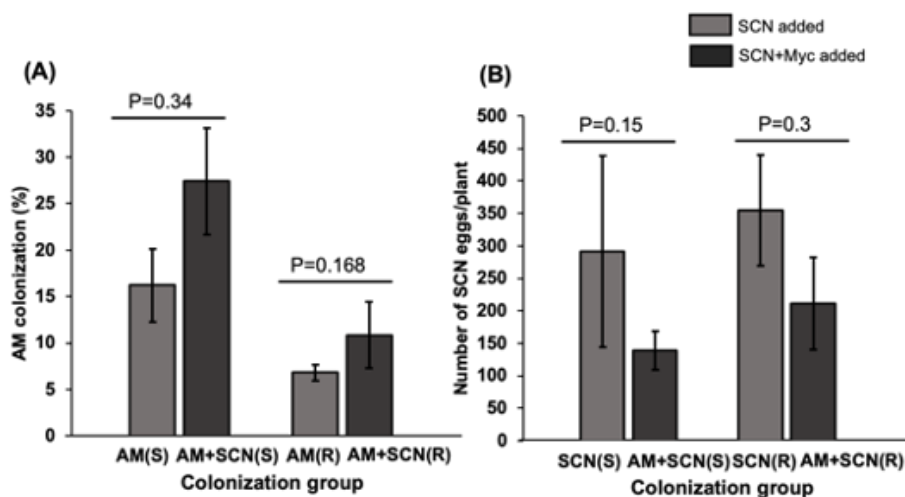 SCN added
SCN+Myc added
(A)
P=0.34
P=0.168
35
30
25
20
15
10
5
0
AM colonization (%)
AM(S) AM+SCN(S) AM(R) AM+SCN(R)
Colonization group
(B)
P=0.15 P=0.3
500
450
400
350
300
250
200
150
100
50
0
Number of SCN eggs/plant
SCN(S) AM+SCN(S) SCN(R) AM+SCN(R)
Colonization group